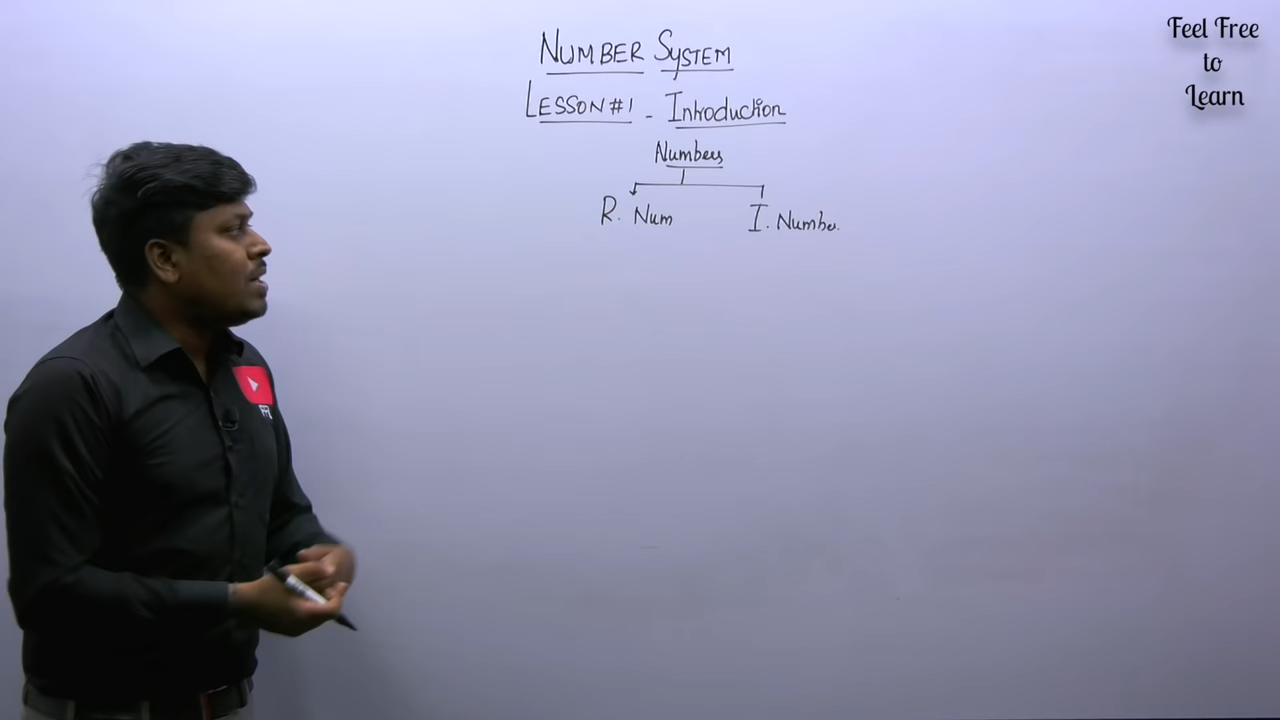 NUMBER SYSTEM
LESSON #1 - Introduction
Numbers
R. Num I. Number
Feel Free
to
Learn